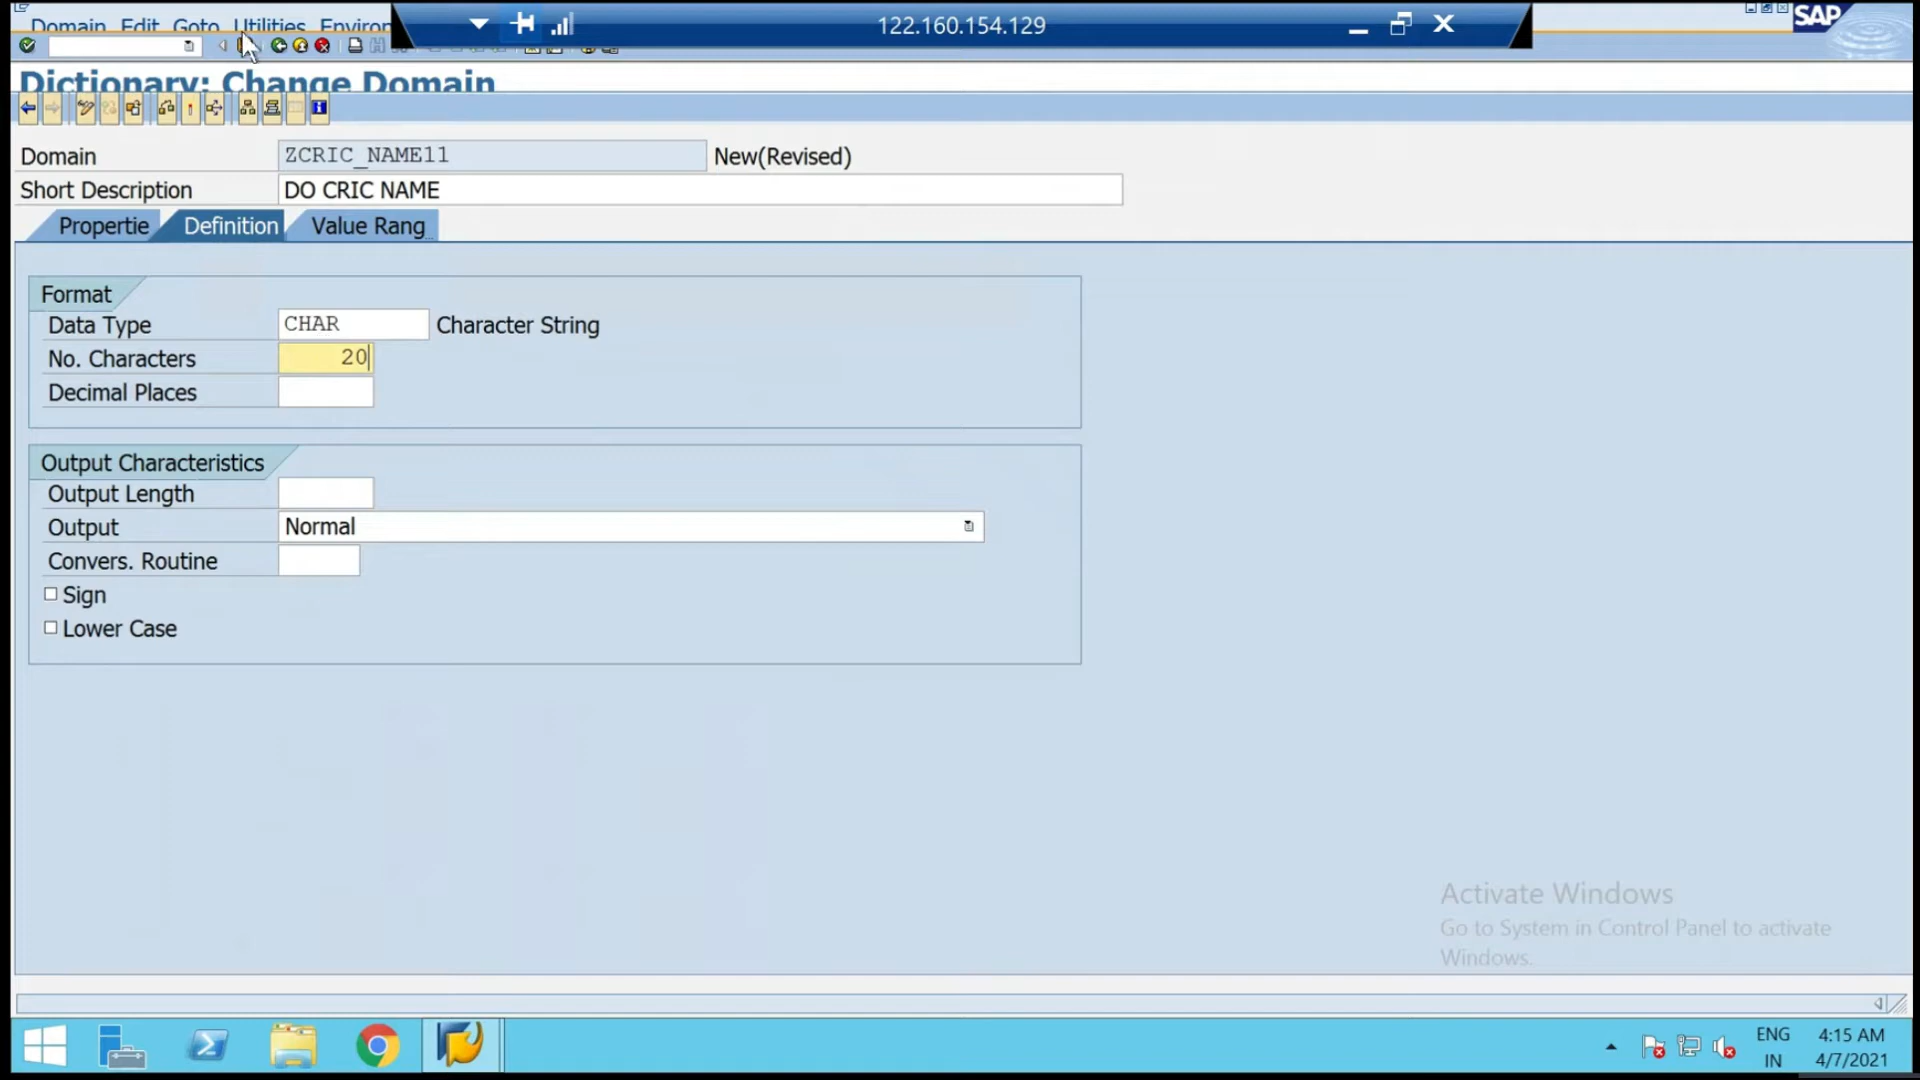 Domain Edit Goto Utilities Environ
122.160.154.129
SAP
Dictionary: Change Domain
Domain ZCRIC_NAME11 New(Revised)
Short Description DO CRIC NAME
Propertie Definition Value Rang
Format
Data Type CHAR Character String
No. Characters 20
Decimal Places
Output Characteristics
Output Length
Output Normal
Convers. Routine
Sign
Lower Case
Activate Windows
Go to System in Control Panel to activate
Windows.
ENG 4:15 AM
IN 4/7/2021